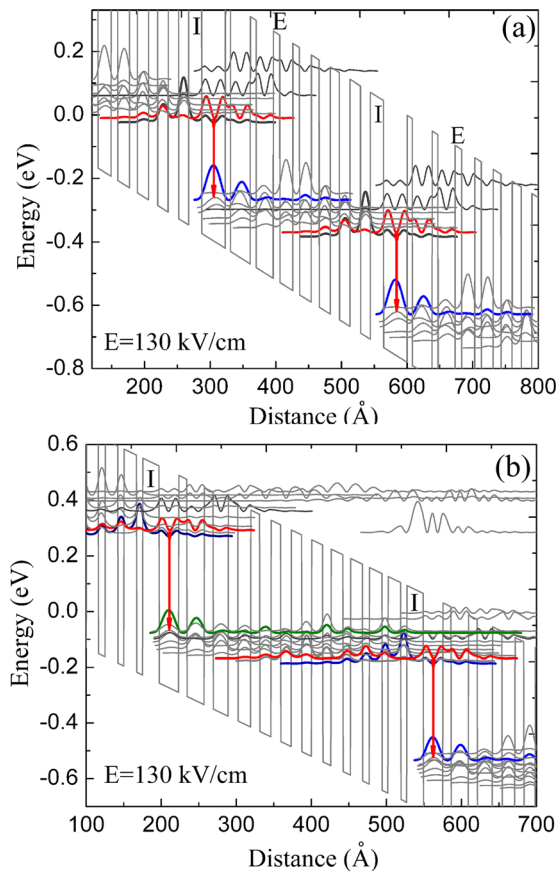 I E (a)
0.2
0.0
-0.2
-0.4
-0.6
-0.8
Energy (eV)
I
E
E=130 kV/cm
200 300 400 500 600 700 800
Distance (Å)
(b)
0.6
0.4
0.2
0.0
-0.2
-0.4
-0.6
Energy (eV)
I
I
E=130 kV/cm
100 200 300 400 500 600 700
Distance (Å)